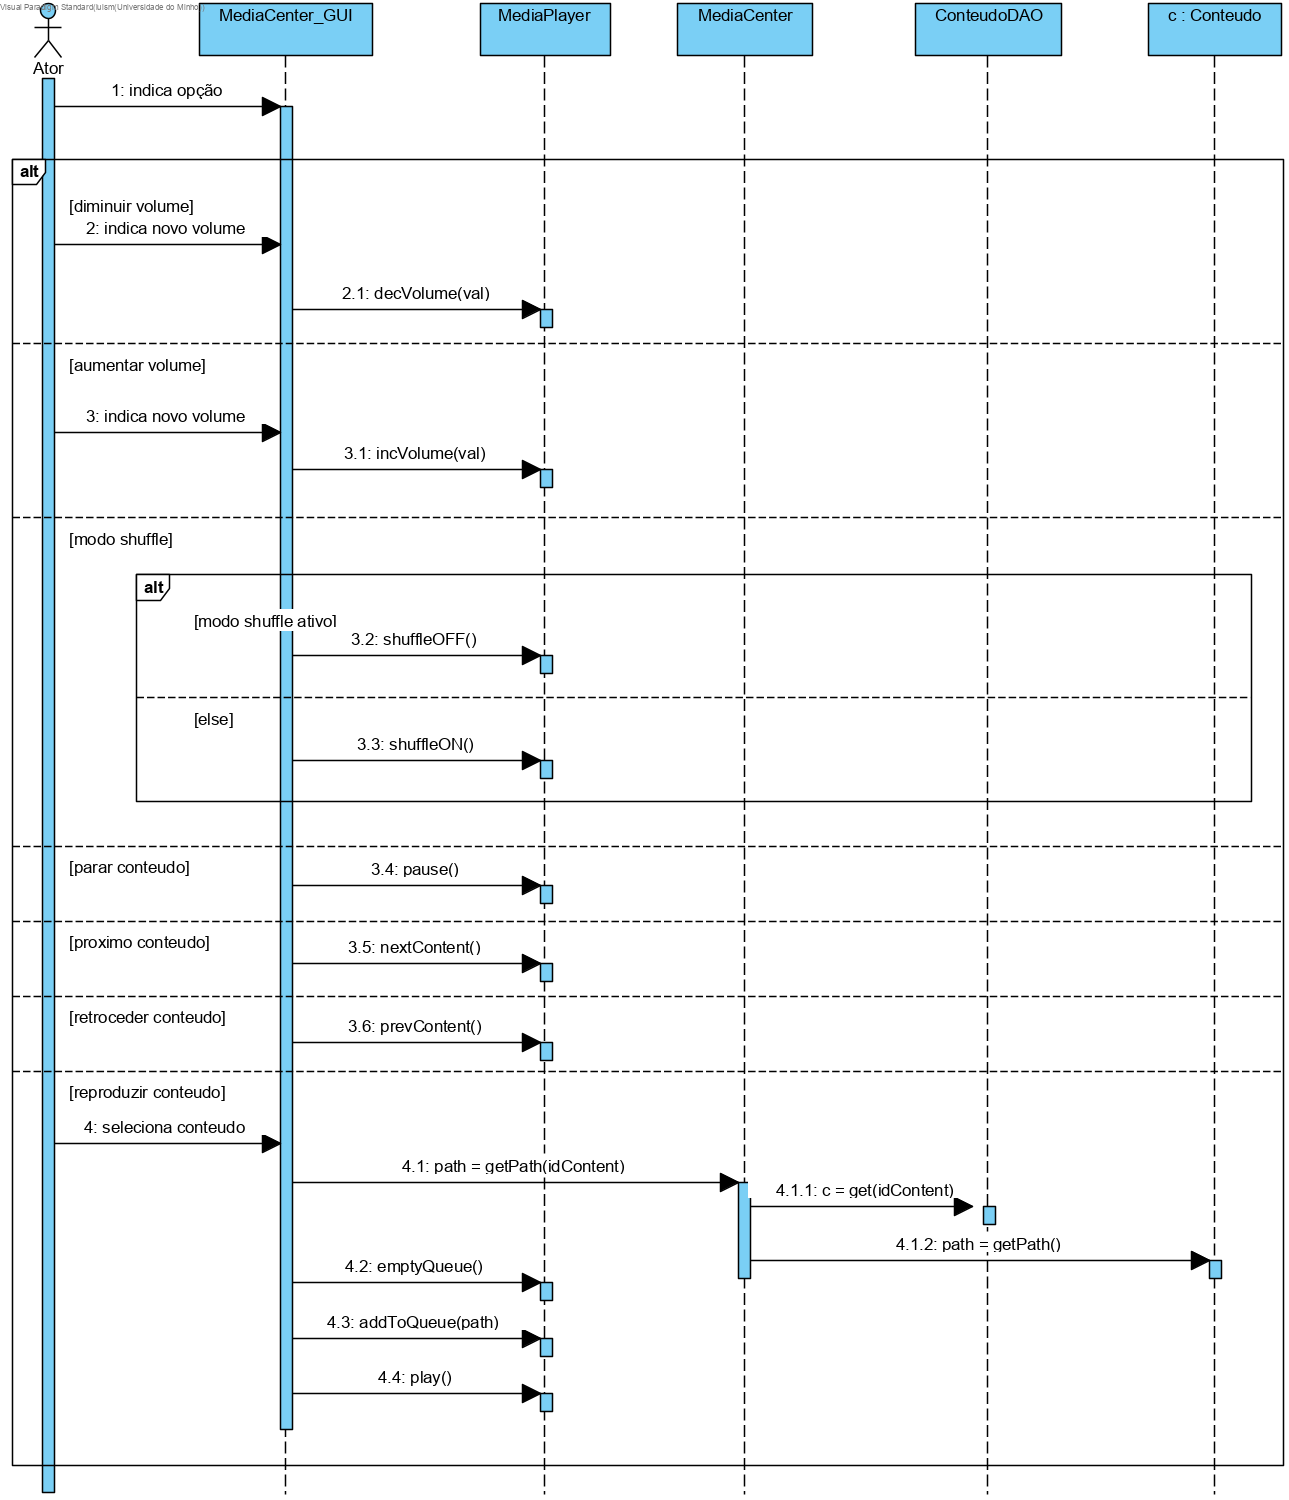 Visual Paradigm Standard(luism(Universidade do Minho))
MediaCenter_GUI
MediaPlayer
MediaCenter
ConteudoDAO
c : Conteudo
Ator
1: indica opção
alt
[diminuir volume]
2: indica novo volume
2.1: decVolume(val)
[aumentar volume]
3: indica novo volume
3.1: incVolume(val)
[modo shuffle]
alt
[modo shuffle ativo]
3.2: shuffleOFF()
[else]
3.3: shuffleON()
[parar conteudo]
3.4: pause()
[proximo conteudo]
3.5: nextContent()
[retroceder conteudo]
3.6: prevContent()
[reproduzir conteudo]
4: seleciona conteudo
4.1: path = getPath(idContent)
4.1.1: c = get(idContent)
4.1.2: path = getPath()
4.2: emptyQueue()
4.3: addToQueue(path)
4.4: play()